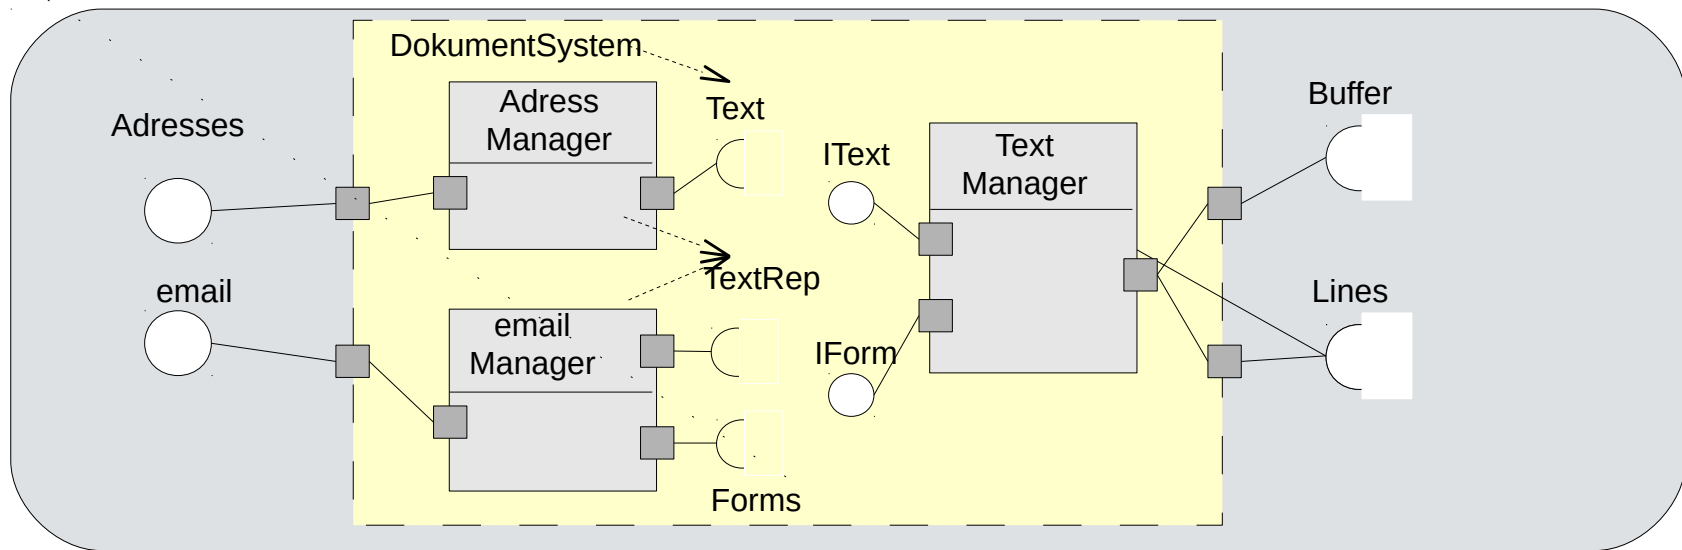 DokumentSystem
Adresses
Adress
Manager
Text
IText
Text
Manager
Buffer
email
TextRep
email
Manager
IForm
Lines
Forms